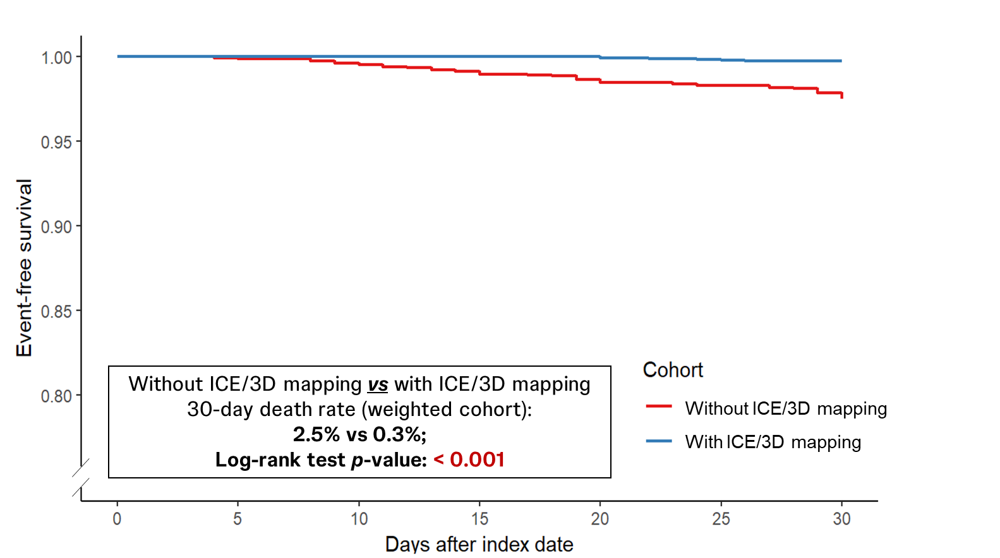 1.00
0.95
0.90
0.85
0.80
Event-free survival
Without ICE/3D mapping vs with ICE/3D mapping
30-day death rate (weighted cohort):
2.5% vs 0.3%;
Log-rank test p-value: < 0.001
Cohort
Without ICE/3D mapping
With ICE/3D mapping
0 5 10 15 20 25 30
Days after index date